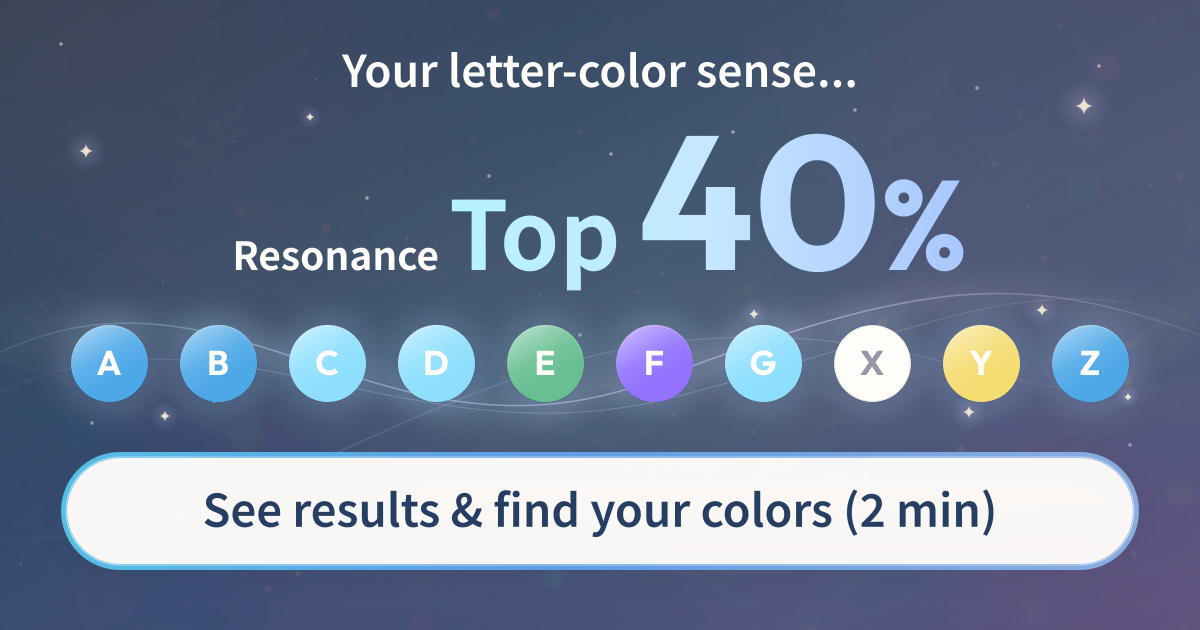 Your letter-color sense...
Resonance Top 40%
A B C D E F G X Y Z
See results & find your colors (2 min)